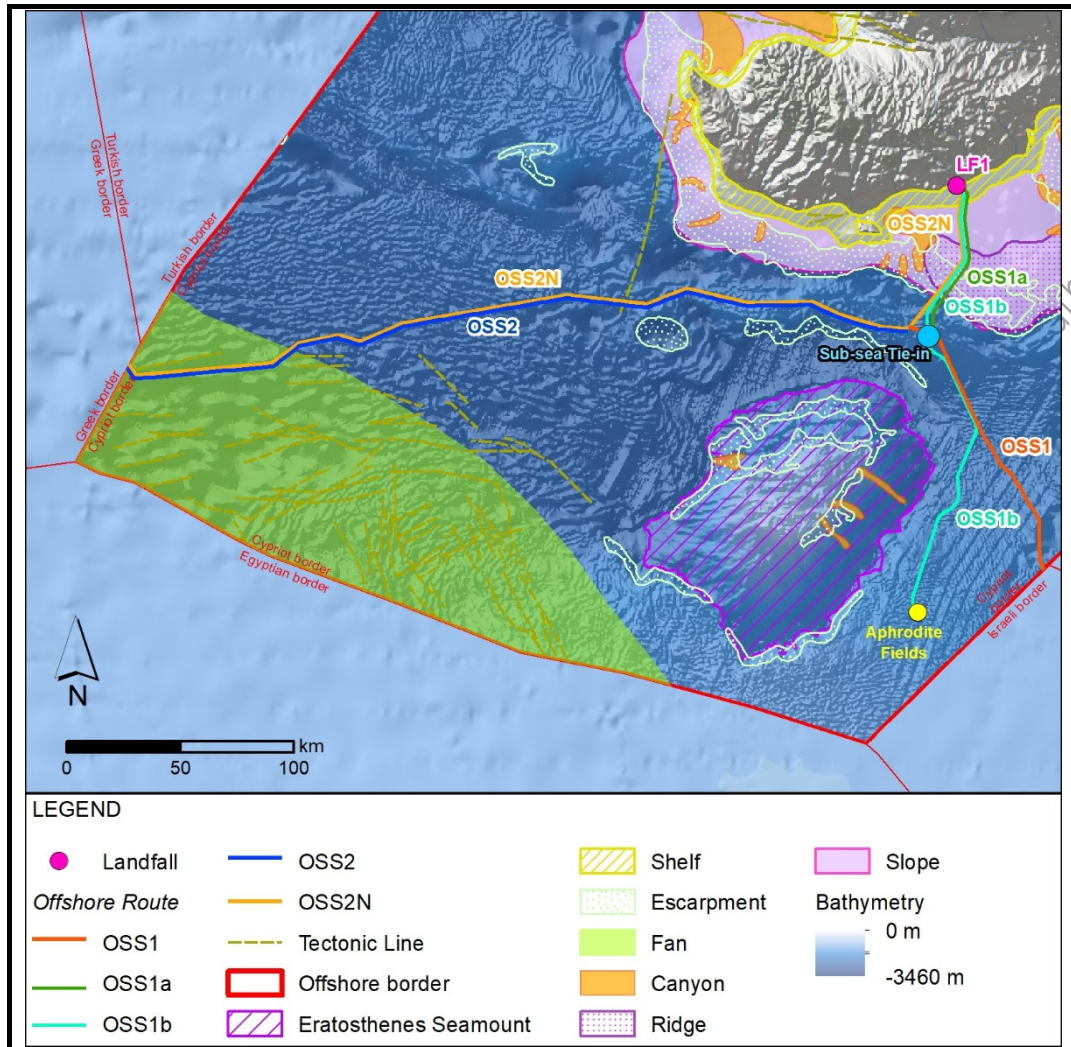 Turkish border
Greek border
Turkish border
LF1
OSS2N
OSS1a
OSS2N
OSS2
OSS1b
Sub-sea Tie-in
Greek border
Cypriot border
OSS1
OSS1b
Cypriot border
Egyptian border
Cypriot border
Israeli border
Aphrodite
Fields
N
km
0 50 100
LEGEND
Landfall
OSS2
Shelf
Slope
Offshore Route
OSS2N
Escarpment
Bathymetry
OSS1
Tectonic Line
Fan
0 m
OSS1a
Offshore border
Canyon
-3460 m
OSS1b
Eratosthenes Seamount
Ridge